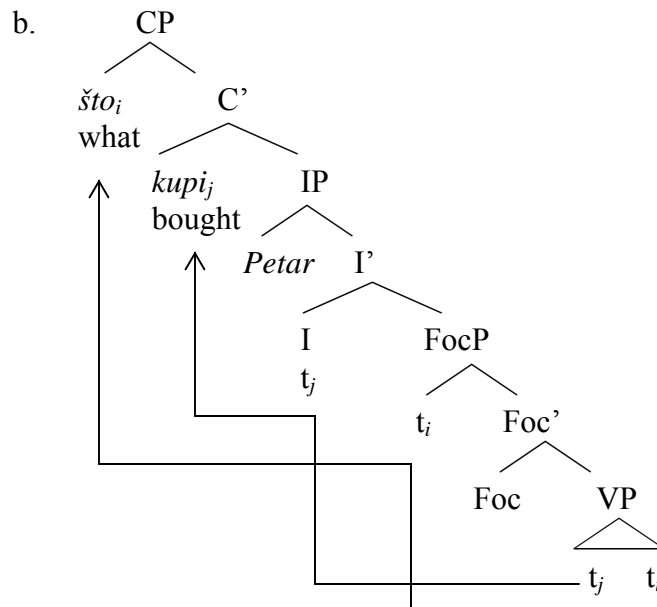 b. CP
što_i C’
what
kupi_j IP
bought
Petar I’
I FocP
t_j
t_i Foc’
Foc VP
t_j